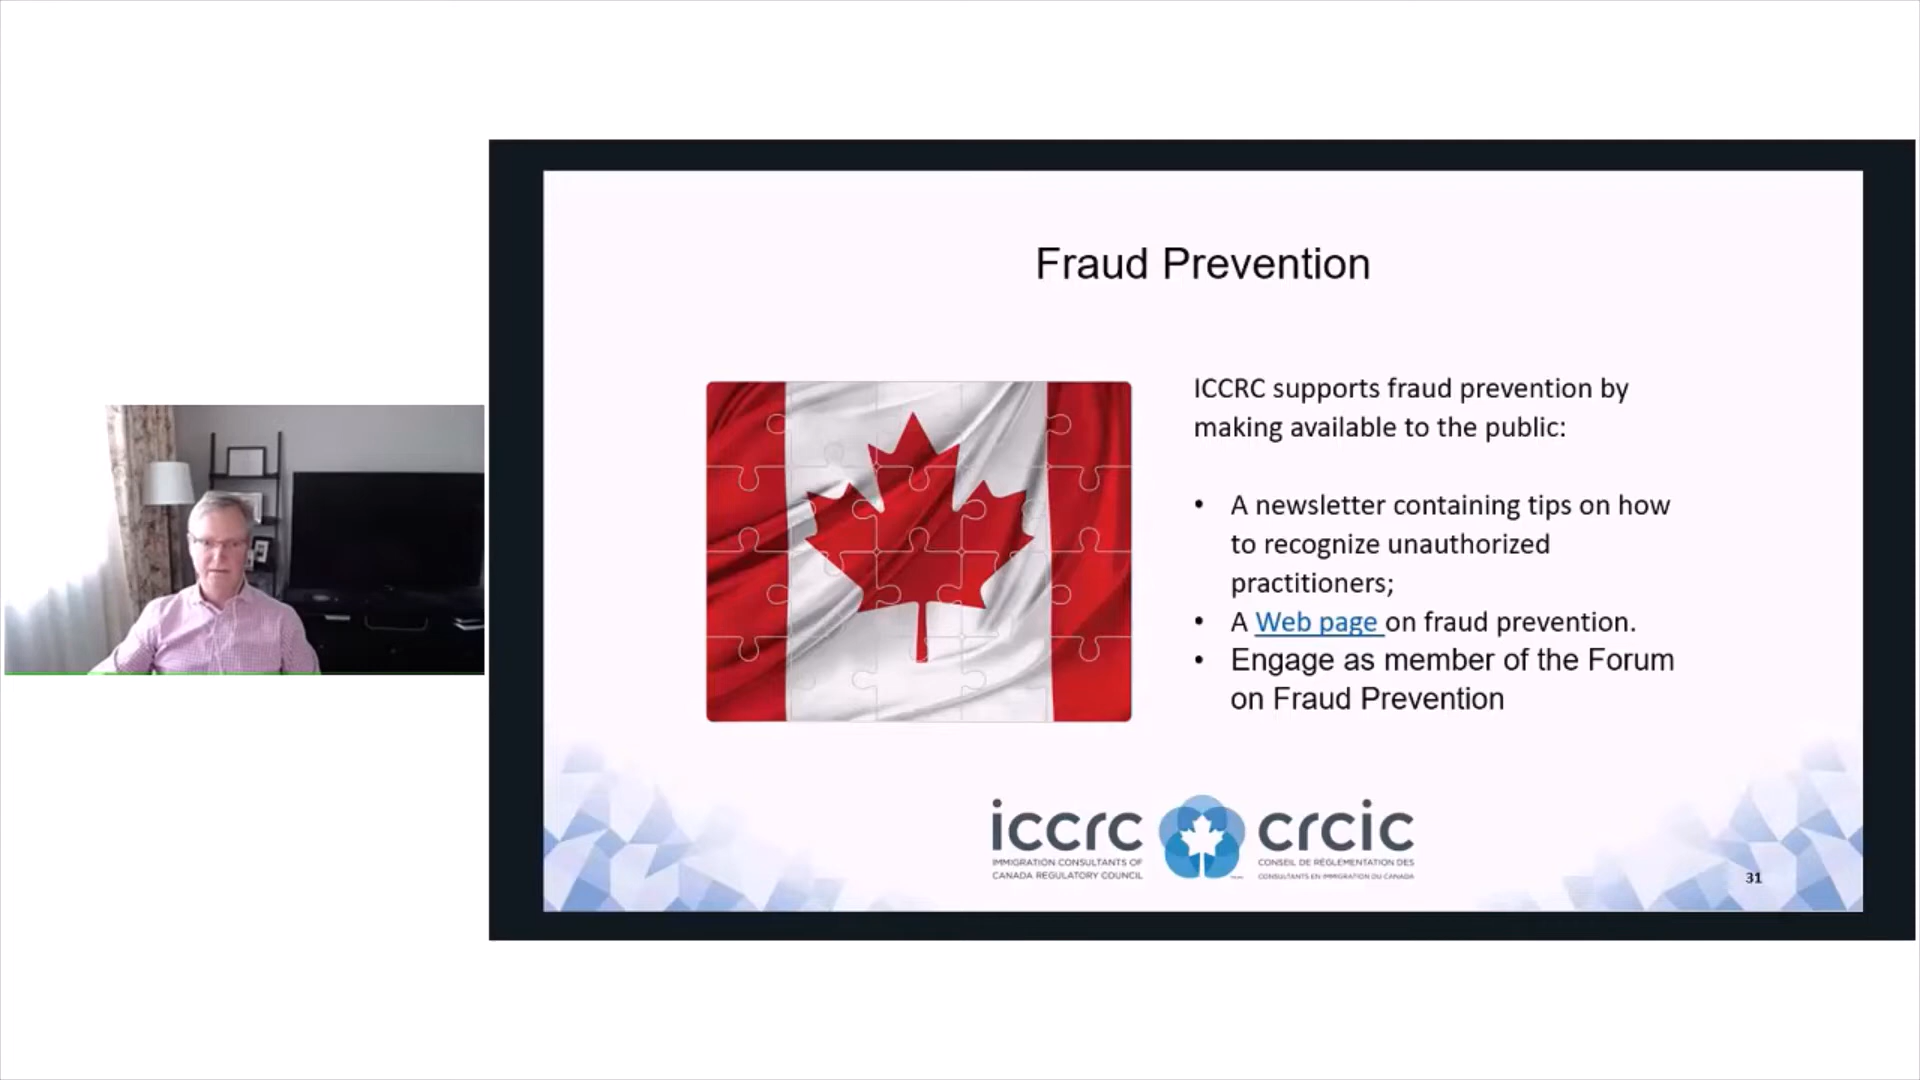 Fraud Prevention
ICCRC supports fraud prevention by
making available to the public:
• A newsletter containing tips on how
to recognize unauthorized
practitioners;
• A Web page on fraud prevention.
• Engage as member of the Forum
on Fraud Prevention
iccrc
IMMIGRATION CONSULTANTS OF
CANADA REGULATORY COUNCIL
crcic
CONSEIL DE RÉGLEMENTATION DES
CONSULTANTS EN IMMIGRATION DU CANADA
31